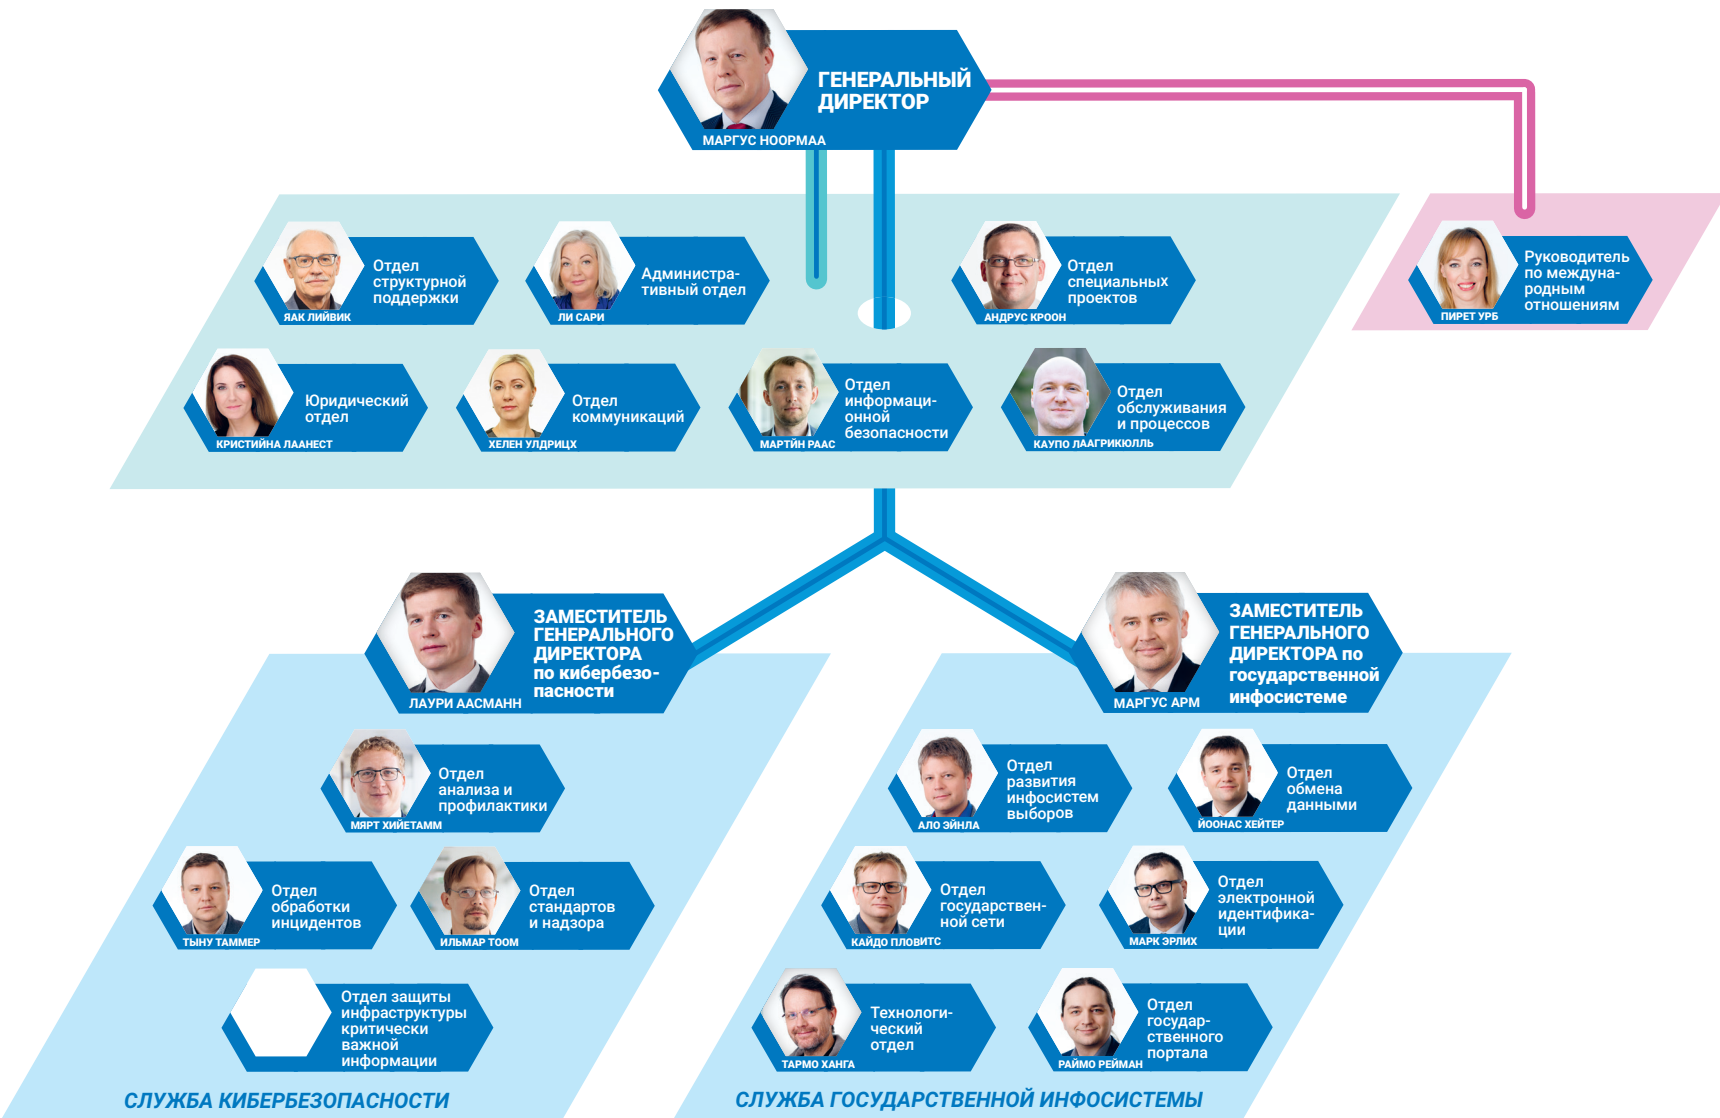 ГЕНЕРАЛЬНЫЙ
ДИРЕКТОР
МАРГУС НООРМАА
Отдел
структурной
поддержки
ЯАК ЛИЙВИК
Администра-
тивный отдел
ЛИ САРИ
Отдел
специальных
проектов
АНДРУС КРООН
Руководитель
по междуна-
родным
отношениям
ПИРЕТ УРБ
Юридический
отдел
КРИСТИЙНА ЛААНЕСТ
Отдел
коммуникаций
ХЕЛЕН УЛДРИЦХ
Отдел
информаци-
онной
безопасности
МАРТИ̇Н РААС
Отдел
обслуживания
и процессов
КАУПО ЛААГРИКЮЛЛЬ
ЗАМЕСТИТЕЛЬ
ГЕНЕРАЛЬНОГО
ДИРЕКТОРА
по кибербезо-
пасности
ЛАУРИ ААСМАНН
ЗАМЕСТИТЕЛЬ
ГЕНЕРАЛЬНОГО
ДИРЕКТОРА по
государственной
инфосистеме
МАРГУС АРМ
Отдел
анализа и
профилактики
МЯРТ ХИЙЕТАММ
Отдел
обработки
инцидентов
ТЫНУ ТАММЕР
Отдел
стандартов
и надзора
ИЛЬМАР ТООМ
Отдел защиты
инфраструктуры
критически
важной
информации
СЛУЖБА КИБЕРБЕЗОПАСНОСТИ
Отдел
развития
инфосистем
выборов
АЛО ЭЙНЛА
Отдел
обмена
данными
ЙООНАС ХЕЙТЕР
Отдел
государствен-
ной сети
КАЙДО ПЛОВИТС
Отдел
электронной
идентифика-
ции
МАРК ЭРЛИХ
Технологи-
ческий
отдел
ТАРМО ХАНГА
Отдел
государ-
ственного
портала
РАЙМО РЕЙМАН
СЛУЖБА ГОСУДАРСТВЕННОЙ ИНФОСИСТЕМЫ